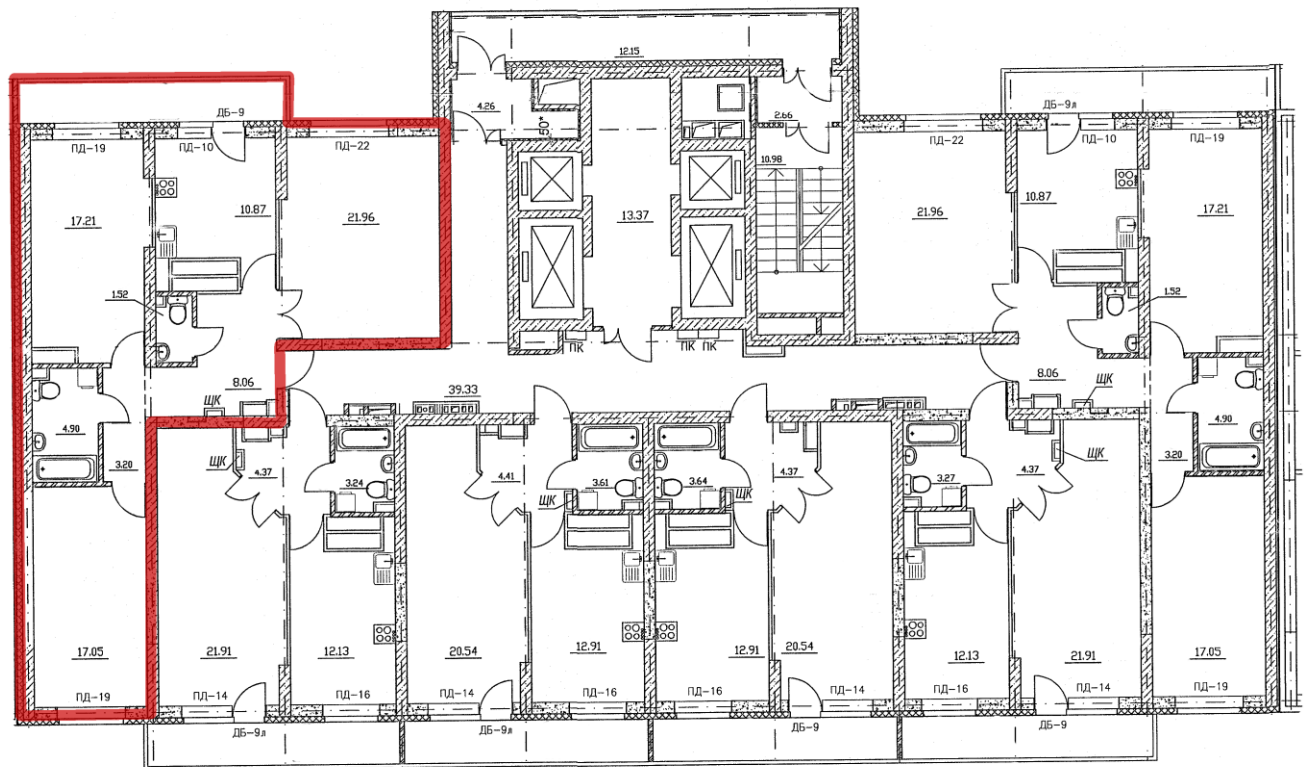 12.15
4.26
50*
2.66
ДБ-9
ДБ-9л
ПД-19
ПД-10
ПД-22
ПД-22
ПД-10
ПД-19
10.98
17.21
10.87
21.96
13.37
21.96
10.87
17.21
1.52
1.52
ПК
ПК ПК
8.06
39.33
8.06
ЩК
ЩК
4.90
3.20
4.90
3.20
ЩК
4.37
3.24
4.41
ЩК
3.61
3.64
ЩК
4.37
3.27
4.37
ЩК
17.05
21.91
12.13
20.54
12.91
12.91
20.54
12.13
21.91
17.05
ПД-19
ПД-14
ПД-16
ПД-14
ПД-16
ПД-16
ПД-14
ПД-16
ПД-14
ПД-19
ДБ-9л
ДБ-9л
ДБ-9
ДБ-9